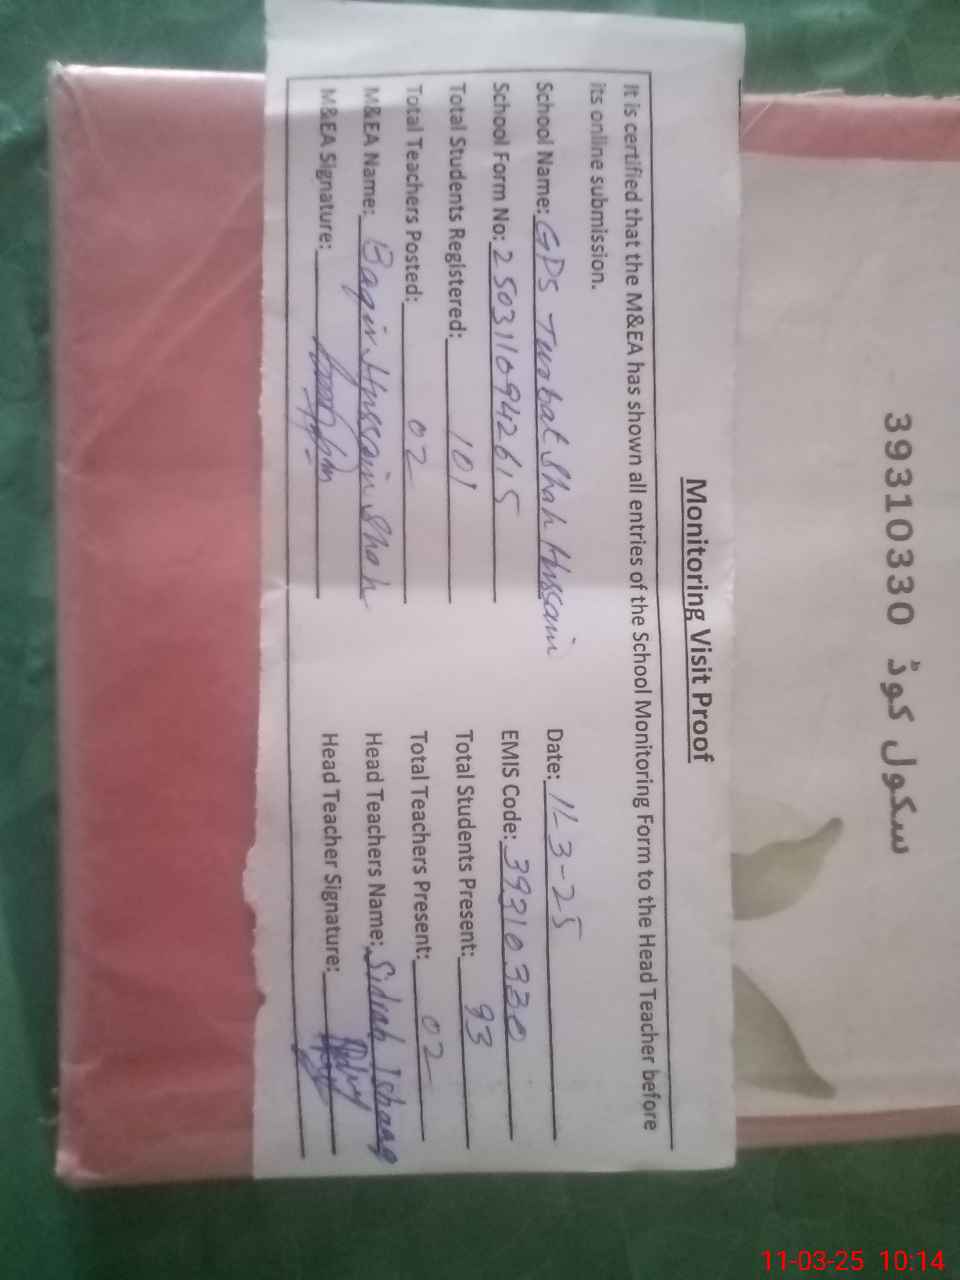 39310330 سکول کوڈ
Monitoring Visit Proof
It is certified that the M&EA has shown all entries of the School Monitoring Form to the Head Teacher before
its online submission.
School Name: GPS Turbat Shah Hussain Date: 11-3-25
School Form No: 2503110942615 EMIS Code: 39310330
Total Students Registered: 101 Total Students Present: 93
Total Teachers Posted: 02 Total Teachers Present: 02
M&EA Name: Baqir Hussain Shah Head Teachers Name: Sidrah Ishaaq
M&EA Signature: Head Teacher Signature:
11-03-25 10:14